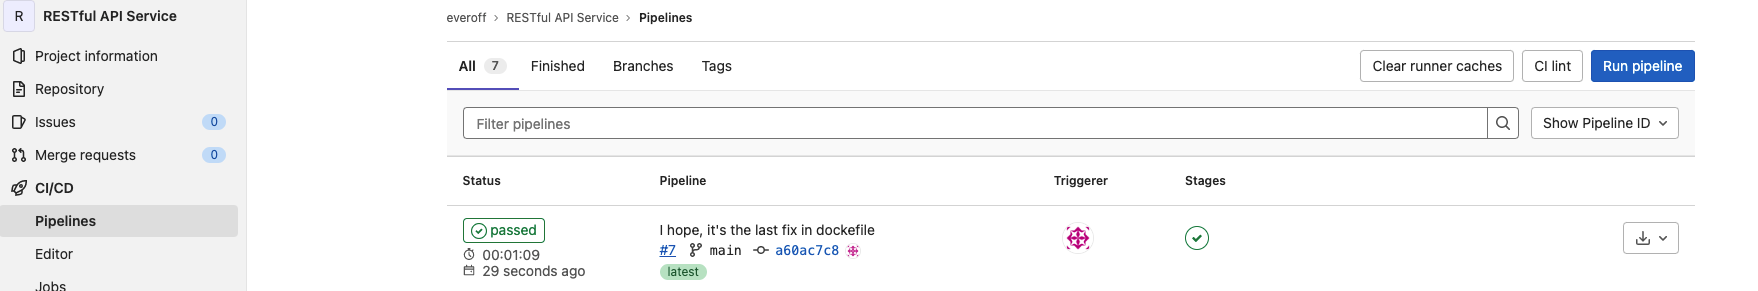 R RESTful API Service
Project information
Repository
Issues 0
Merge requests 0
CI/CD
Pipelines
Editor
Jobs
everoff > RESTful API Service > Pipelines
All 7 Finished Branches Tags
Clear runner caches CI lint Run pipeline
Filter pipelines
Show Pipeline ID
Status Pipeline Triggerer Stages
passed
00:01:09
29 seconds ago
I hope, it's the last fix in dockefile
#7 main a60ac7c8
latest